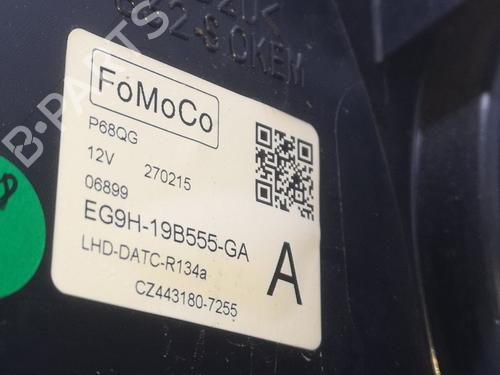 FoMoCo
P68QG
12V 270215
06899
EG9H-19B555-GA
LHD-DATC-R134a
A
CZ443180-7255
B-PARTS